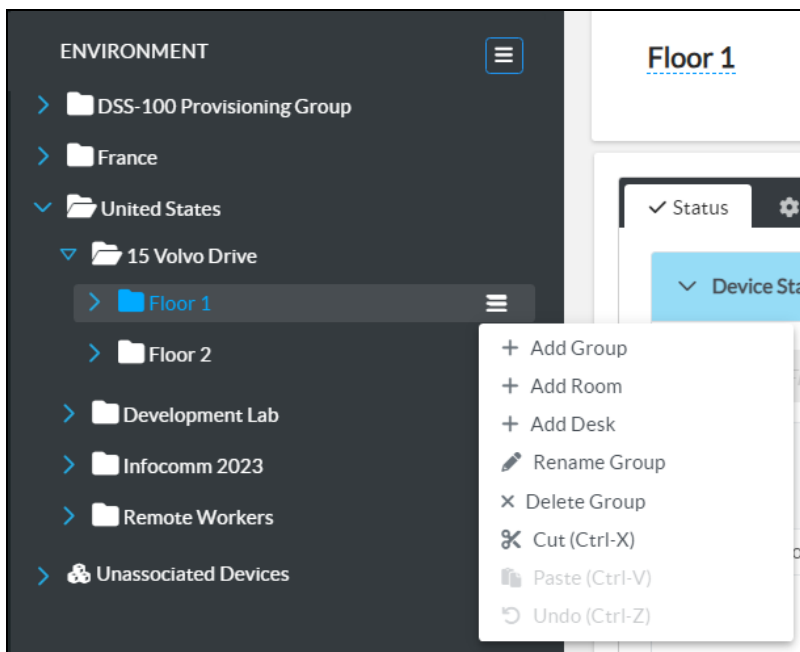 ENVIRONMENT
DSS-100 Provisioning Group
France
United States
15 Volvo Drive
Floor 1
Floor 2
Development Lab
Infocomm 2023
Remote Workers
Unassociated Devices
Add Group
Add Room
Add Desk
Rename Group
Delete Group
Cut (Ctrl-X)
Paste (Ctrl-V)
Undo (Ctrl-Z)
Floor 1
Status
Device Sta